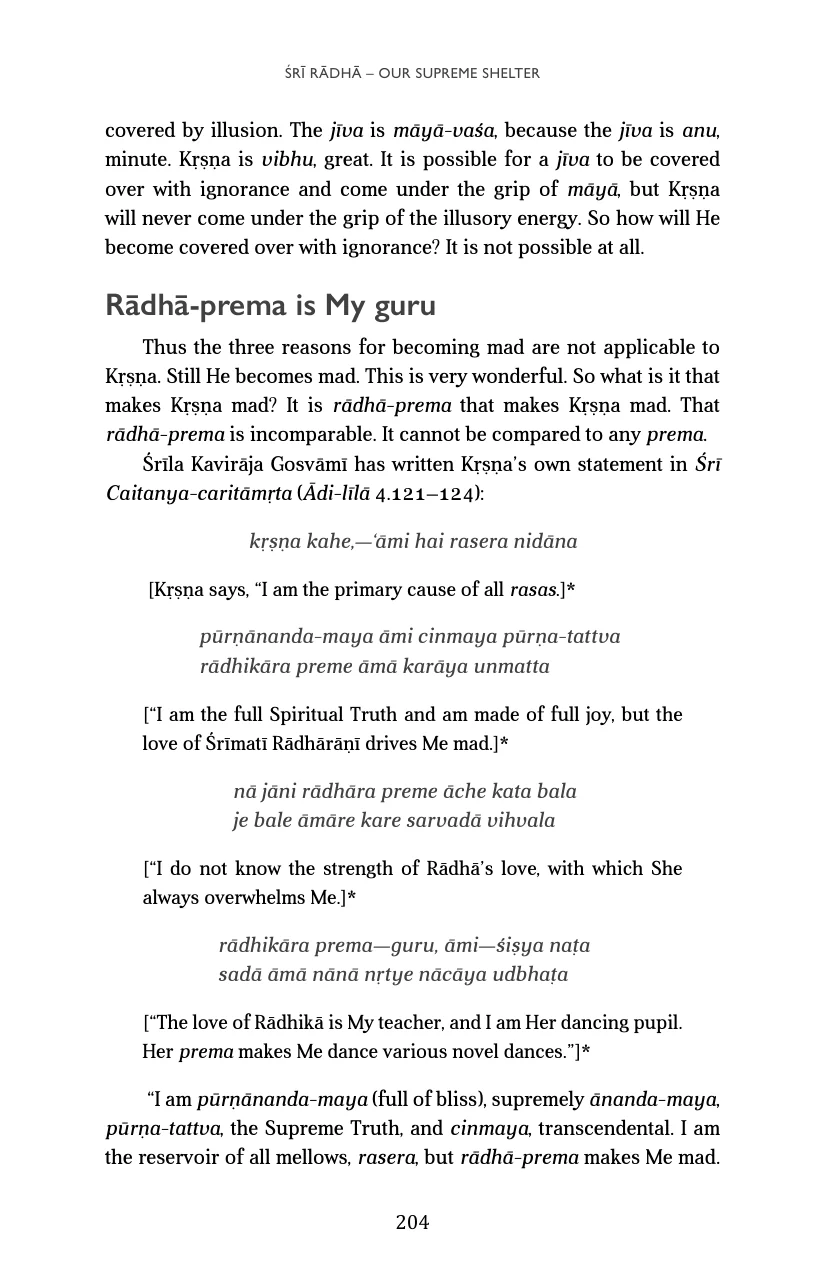 ŚRĪ RĀDHĀ – OUR SUPREME SHELTER
covered by illusion. The jīva is māyā-vaśa, because the jīva is anu,
minute. Kṛṣṇa is vibhu, great. It is possible for a jīva to be covered
over with ignorance and come under the grip of māyā, but Kṛṣṇa
will never come under the grip of the illusory energy. So how will He
become covered over with ignorance? It is not possible at all.
Rādhā-prema is My guru
Thus the three reasons for becoming mad are not applicable to
Kṛṣṇa. Still He becomes mad. This is very wonderful. So what is it that
makes Kṛṣṇa mad? It is rādhā-prema that makes Kṛṣṇa mad. That
rādhā-prema is incomparable. It cannot be compared to any prema.
Śrīla Kavirāja Gosvāmī has written Kṛṣṇa’s own statement in Śrī
Caitanya-caritāmṛta (Ādi-līlā 4.121–124):
kṛṣṇa kahe,—‘āmi hai rasera nidāna
[Kṛṣṇa says, “I am the primary cause of all rasas.]*
pūrṇānanda-maya āmi cinmaya pūrṇa-tattva
rādhikāra preme āmā karāya unmatta
[“I am the full Spiritual Truth and am made of full joy, but the
love of Śrīmatī Rādhārāṇī drives Me mad.]*
nā jāni rādhāra preme āche kata bala
je bale āmāre kare sarvadā vihvala
[“I do not know the strength of Rādhā’s love, with which She
always overwhelms Me.]*
rādhikāra prema—guru, āmi—śiṣya naṭa
sadā āmā nānā nṛtye nācāya udbhaṭa
[“The love of Rādhikā is My teacher, and I am Her dancing pupil.
Her prema makes Me dance various novel dances.”]*
“I am pūrṇānanda-maya (full of bliss), supremely ānanda-maya,
pūrṇa-tattva, the Supreme Truth, and cinmaya, transcendental. I am
the reservoir of all mellows, rasera, but rādhā-prema makes Me mad.
204